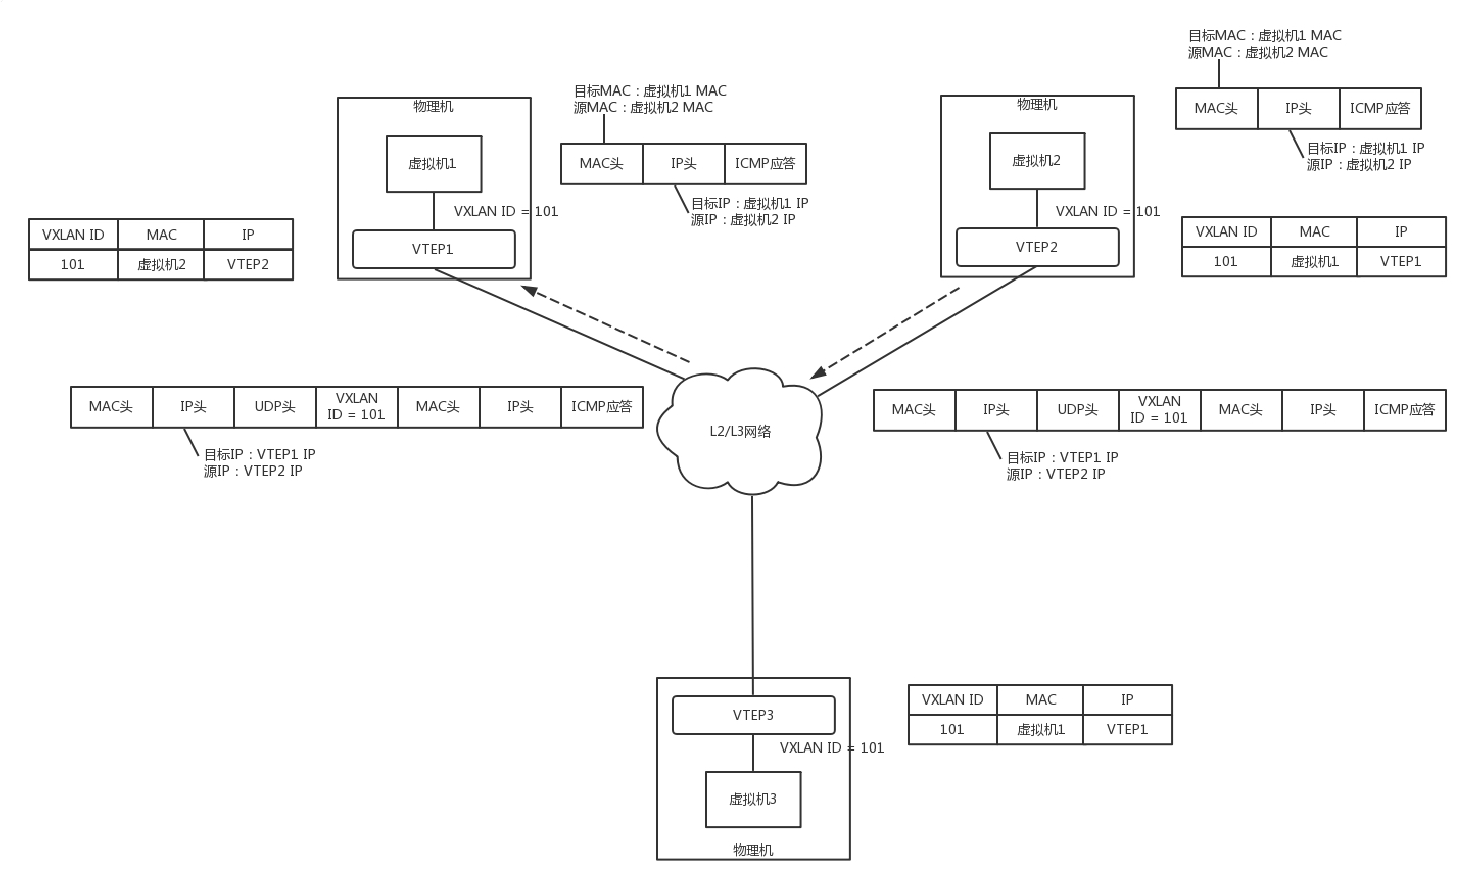 目标MAC：虚拟机1 MAC
源MAC：虚拟机2 MAC
MAC头 IP头 ICMP应答
目标IP：虚拟机1 IP
源IP：虚拟机2 IP
物理机
虚拟机2
VXLAN ID = 101
VTEP2
VXLAN ID MAC IP
101 虚拟机1 VTEP1
目标MAC：虚拟机1 MAC
源MAC：虚拟机2 MAC
MAC头 IP头 ICMP应答
目标IP：虚拟机1 IP
源IP：虚拟机2 IP
物理机
虚拟机1
VXLAN ID = 101
VTEP1
VXLAN ID MAC IP
101 虚拟机2 VTEP2
MAC头 IP头 UDP头 VXLAN
ID = 101 MAC头 IP头 ICMP应答
目标IP：VTEP1 IP
源IP：VTEP2 IP
L2/L3网络
MAC头 IP头 UDP头 VXLAN
ID = 101 MAC头 IP头 ICMP应答
目标IP：VTEP1 IP
源IP：VTEP2 IP
VTEP3
VXLAN ID = 101
虚拟机3
物理机
VXLAN ID MAC IP
101 虚拟机1 VTEP1